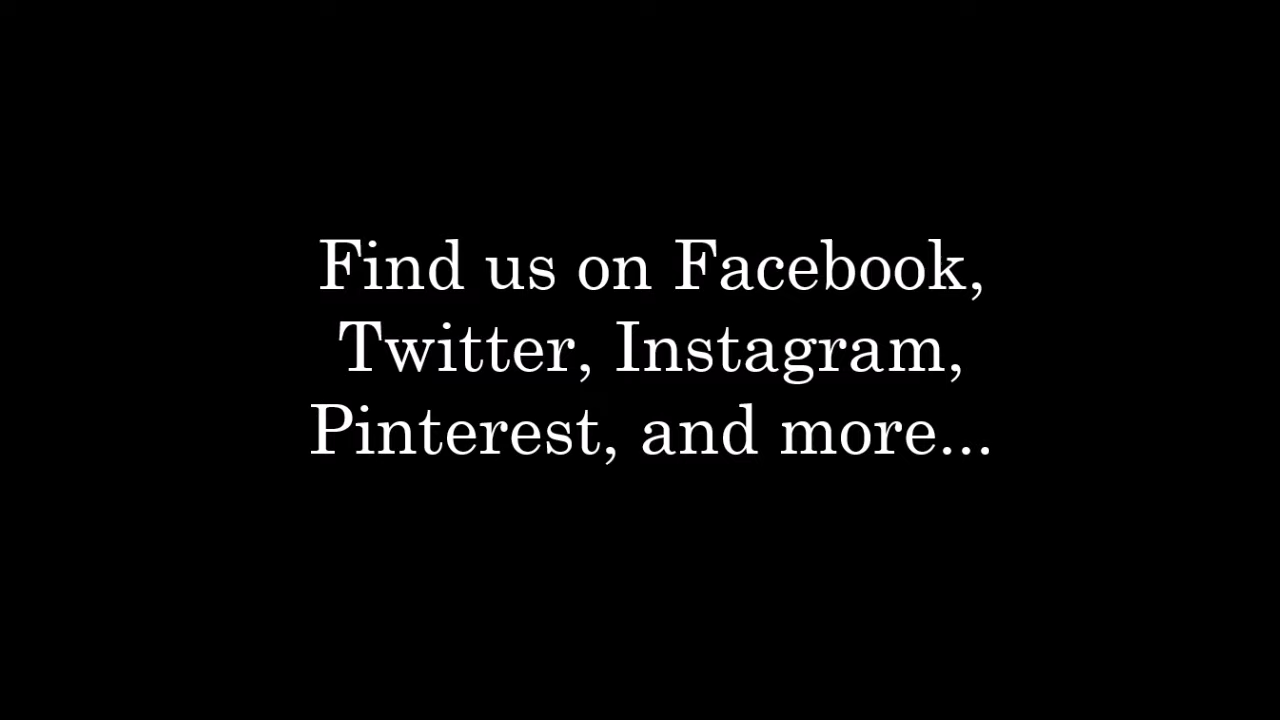 Find us on Facebook,
Twitter, Instagram,
Pinterest, and more...